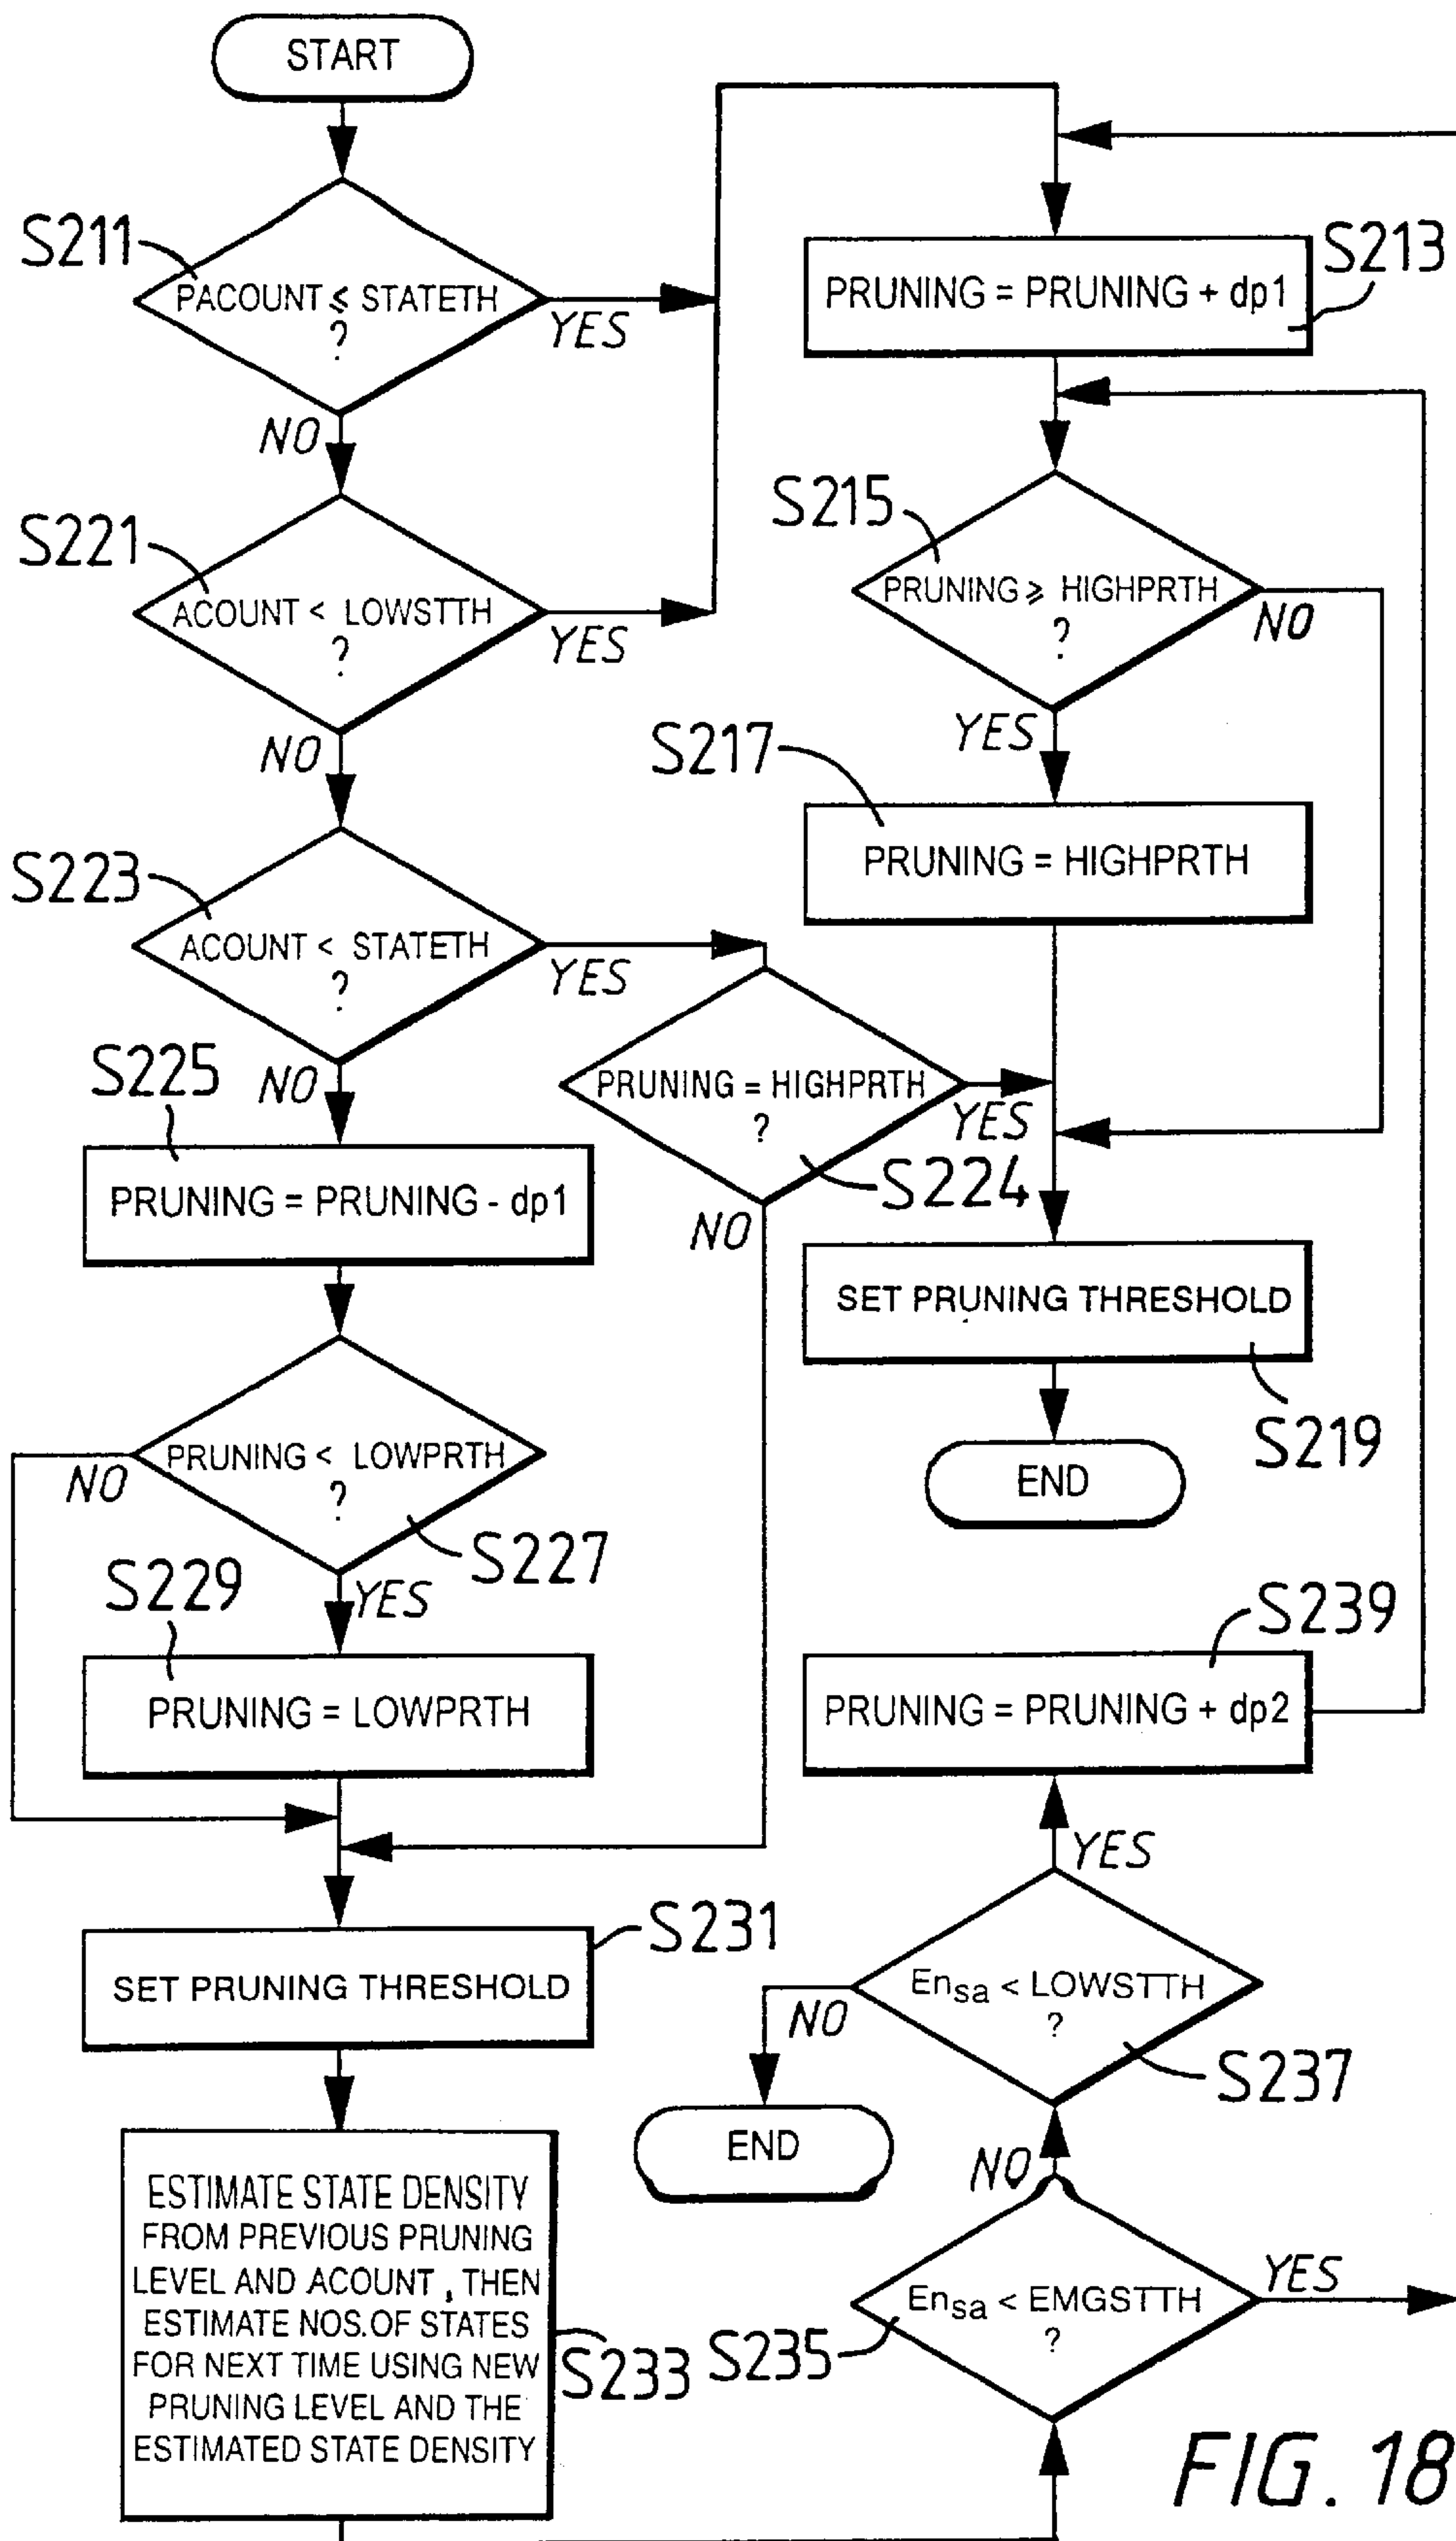 START
S211
PACOUNT ⩽ STATETH
?
YES
NO
S221
ACOUNT < LOWSTTH
?
YES
NO
S223
ACOUNT < STATETH
?
YES
NO
S225
PRUNING = PRUNING - dp1
PRUNING < LOWPRTH
?
NO
S227
YES
S229
PRUNING = LOWPRTH
S231
SET PRUNING THRESHOLD
ESTIMATE STATE DENSITY
FROM PREVIOUS PRUNING
LEVEL AND ACOUNT, THEN
ESTIMATE NOS. OF STATES
FOR NEXT TIME USING NEW
PRUNING LEVEL AND THE
ESTIMATED STATE DENSITY
S233
PRUNING = HIGHPRTH
?
YES
S224
NO
S213
PRUNING = PRUNING + dp1
S215
PRUNING ⩾ HIGHPRTH
?
NO
YES
S217
PRUNING = HIGHPRTH
SET PRUNING THRESHOLD
S219
END
S239
PRUNING = PRUNING + dp2
YES
En_sa < LOWSTTH
?
NO
S237
END
NO
En_sa < EMGSTTH
?
YES
S235
FIG. 18